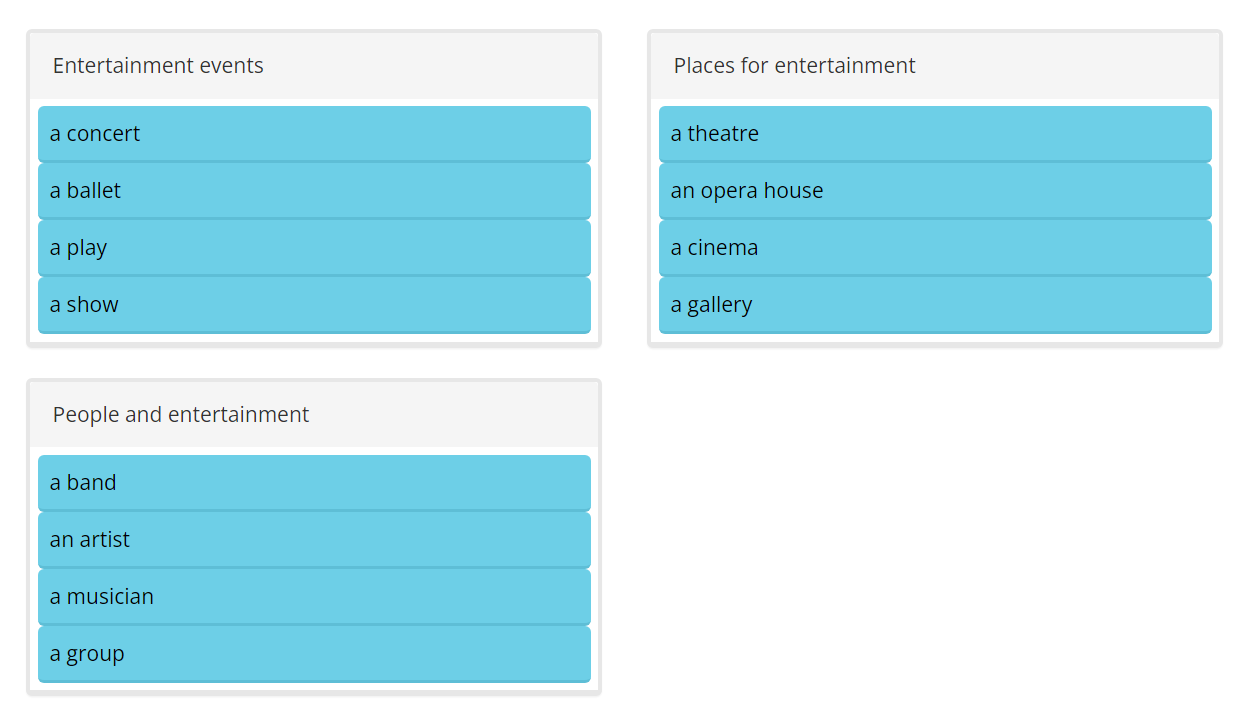 Entertainment events
a concert
a ballet
a play
a show
Places for entertainment
a theatre
an opera house
a cinema
a gallery
People and entertainment
a band
an artist
a musician
a group